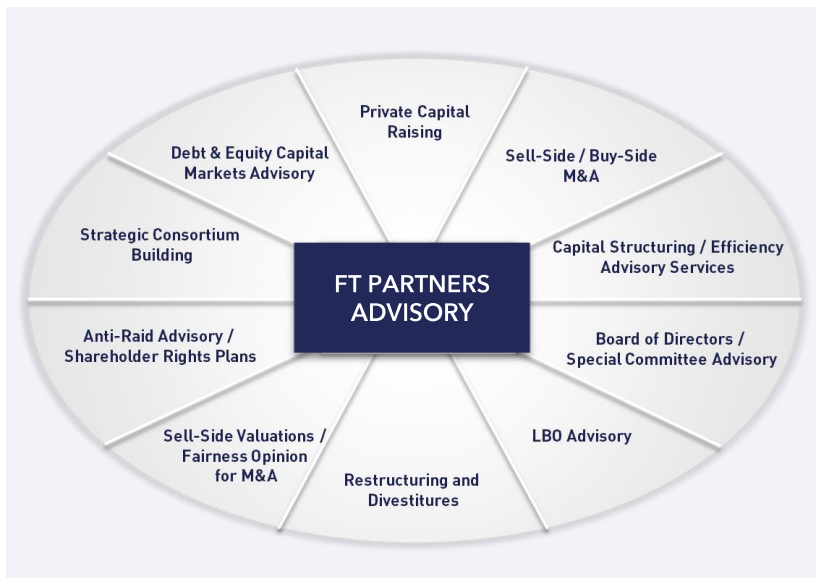 Private Capital
Raising
Sell-Side / Buy-Side
M&A
Capital Structuring / Efficiency
Advisory Services
Board of Directors /
Special Committee Advisory
LBO Advisory
Restructuring and
Divestitures
Sell-Side Valuations /
Fairness Opinion
for M&A
Anti-Raid Advisory /
Shareholder Rights Plans
Strategic Consortium
Building
Debt & Equity Capital
Markets Advisory
FT PARTNERS
ADVISORY